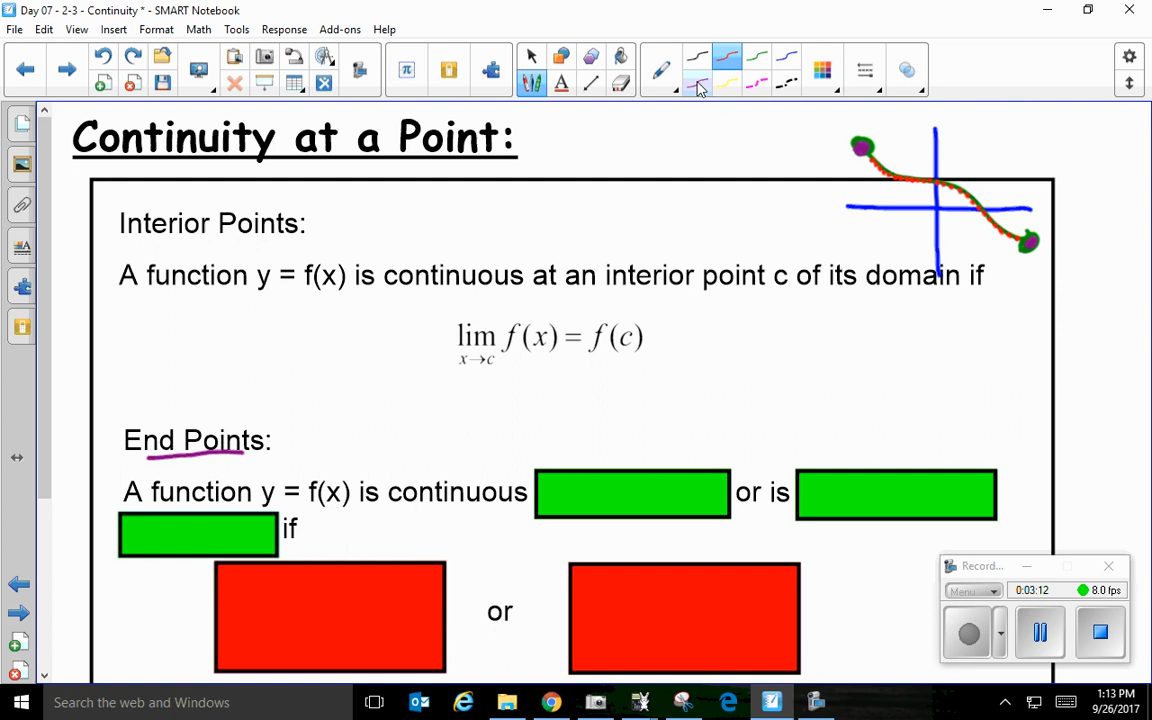 Day 07 - 2-3 - Continuity * - SMART Notebook
File Edit View Insert Format Math Tools Response Add-ons Help
Continuity at a Point:
Interior Points:
A function y = f(x) is continuous at an interior point c of its domain if
lim f(x) = f(c)
x→c
End Points:
A function y = f(x) is continuous or is
if
or
Record...
Menu 0:03:12 8.0 fps
Search the web and Windows
1:13 PM
9/26/2017